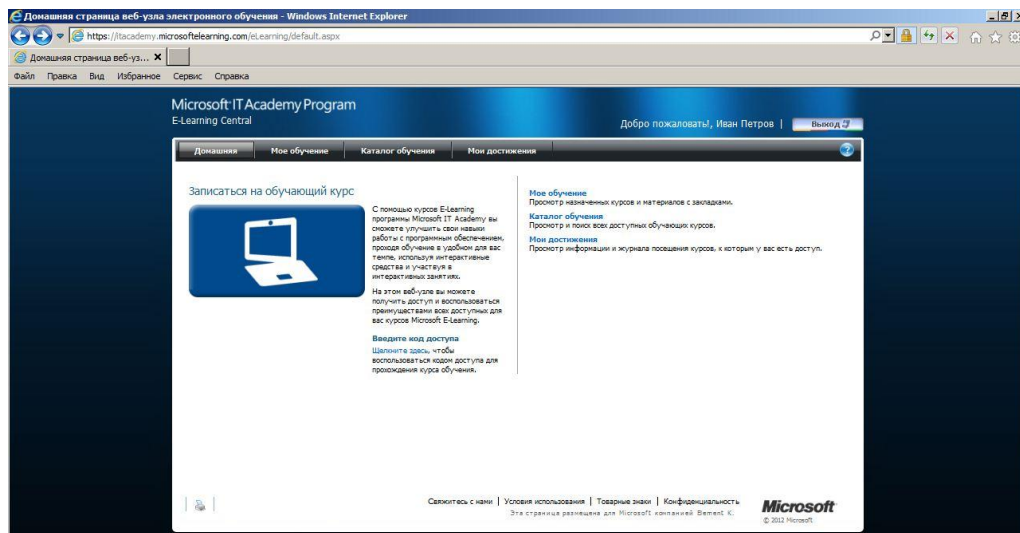 Домашняя страница веб-узла электронного обучения - Windows Internet Explorer
https://itacademy.microsoftelearning.com/eLearning/default.aspx
Домашняя страница веб-уз...
Файл Правка Вид Избранное Сервис Справка
Microsoft IT Academy Program
E-Learning Central
Добро пожаловать!, Иван Петров | Выход
Домашняя Мое обучение Каталог обучения Мои достижения
Записаться на обучающий курс
С помощью курсов E-Learning
программы Microsoft IT Academy вы
сможете улучшить свои навыки
работы с программным обеспечением,
проходя обучение в удобном для вас
темпе, используя интерактивные
средства и участвуя в
интерактивных занятиях.
На этом веб-узле вы можете
получить доступ и воспользоваться
преимуществами всех доступных для
вас курсов Microsoft E-Learning.
Введите код доступа
Щелкните здесь, чтобы
воспользоваться кодом доступа для
прохождения курса обучения.
Мое обучение
Просмотр назначенных курсов и материалов с закладками.
Каталог обучения
Просмотр и поиск всех доступных обучающих курсов.
Мои достижения
Просмотр информации и журнала посещения курсов, к которым у вас есть доступ.
Свяжитесь с нами | Условия использования | Товарные знаки | Конфиденциальность
Эта страница размещена для Microsoft компанией Element K.
Microsoft
© 2012 Microsoft